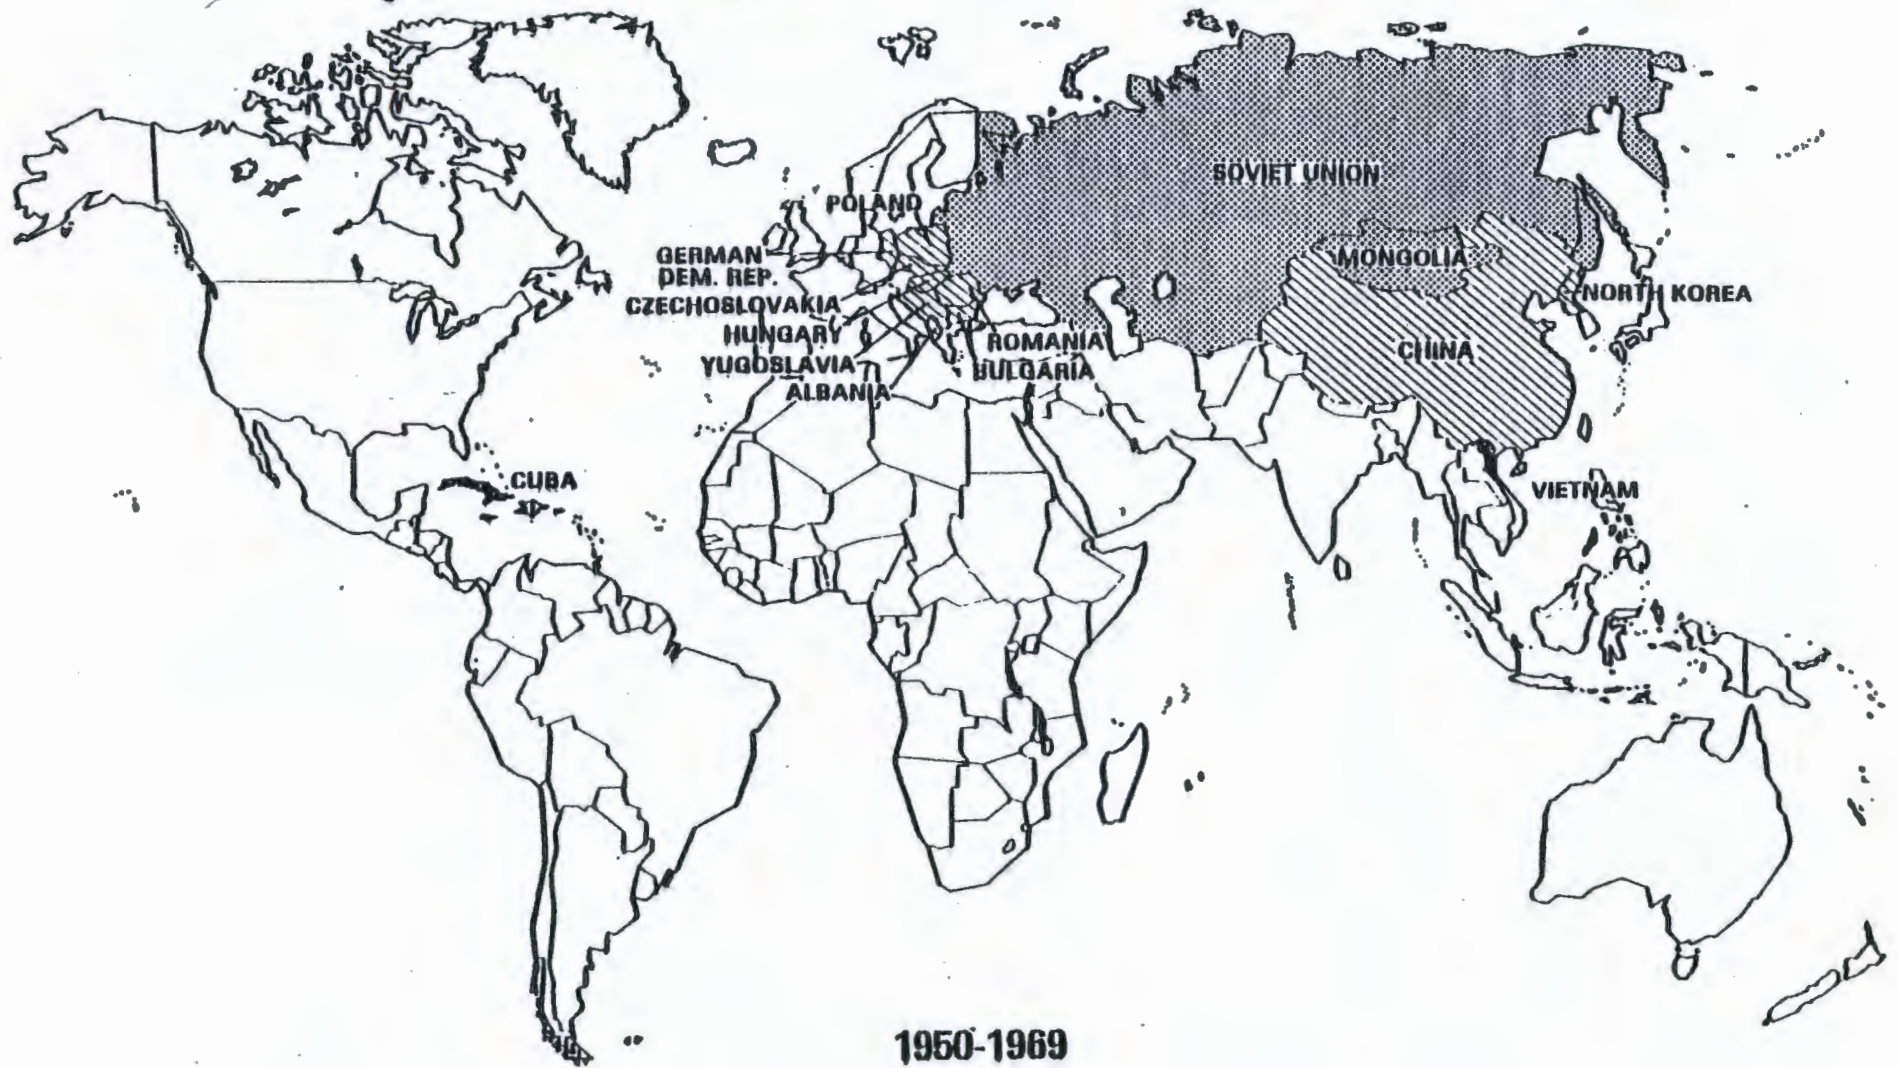 SOVIET UNION
POLAND
GERMAN
DEM. REP.
MONGOLIA
CZECHOSLOVAKIA
NORTH KOREA
HUNGARY
ROMANIA
CHINA
YUGOSLAVIA
BULGARIA
ALBANIA
CUBA
VIETNAM
1950-1969